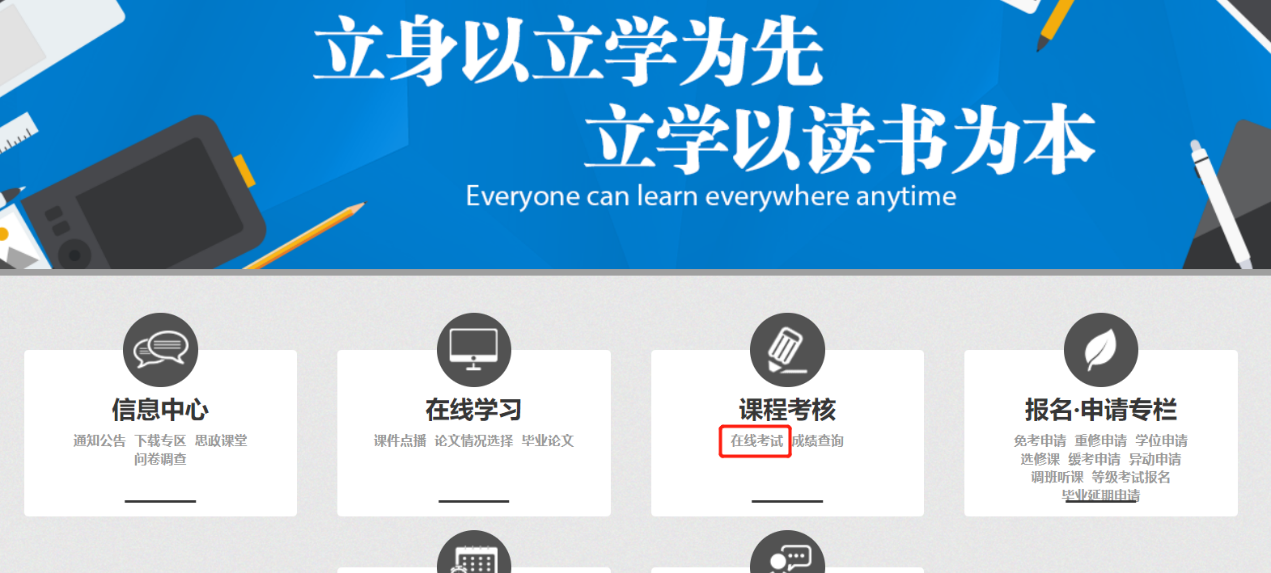 立身以立学为先
立学以读书为本
Everyone can learn everywhere anytime
信息中心
通知公告 下载专区 思政课堂
问卷调查
在线学习
课件点播 论文情况选择 毕业论文
课程考核
在线考试 成绩查询
报名·申请专栏
免考申请 重修申请 学位申请
选修课 缓考申请 异动申请
调班听课 等级考试报名
毕业延期申请